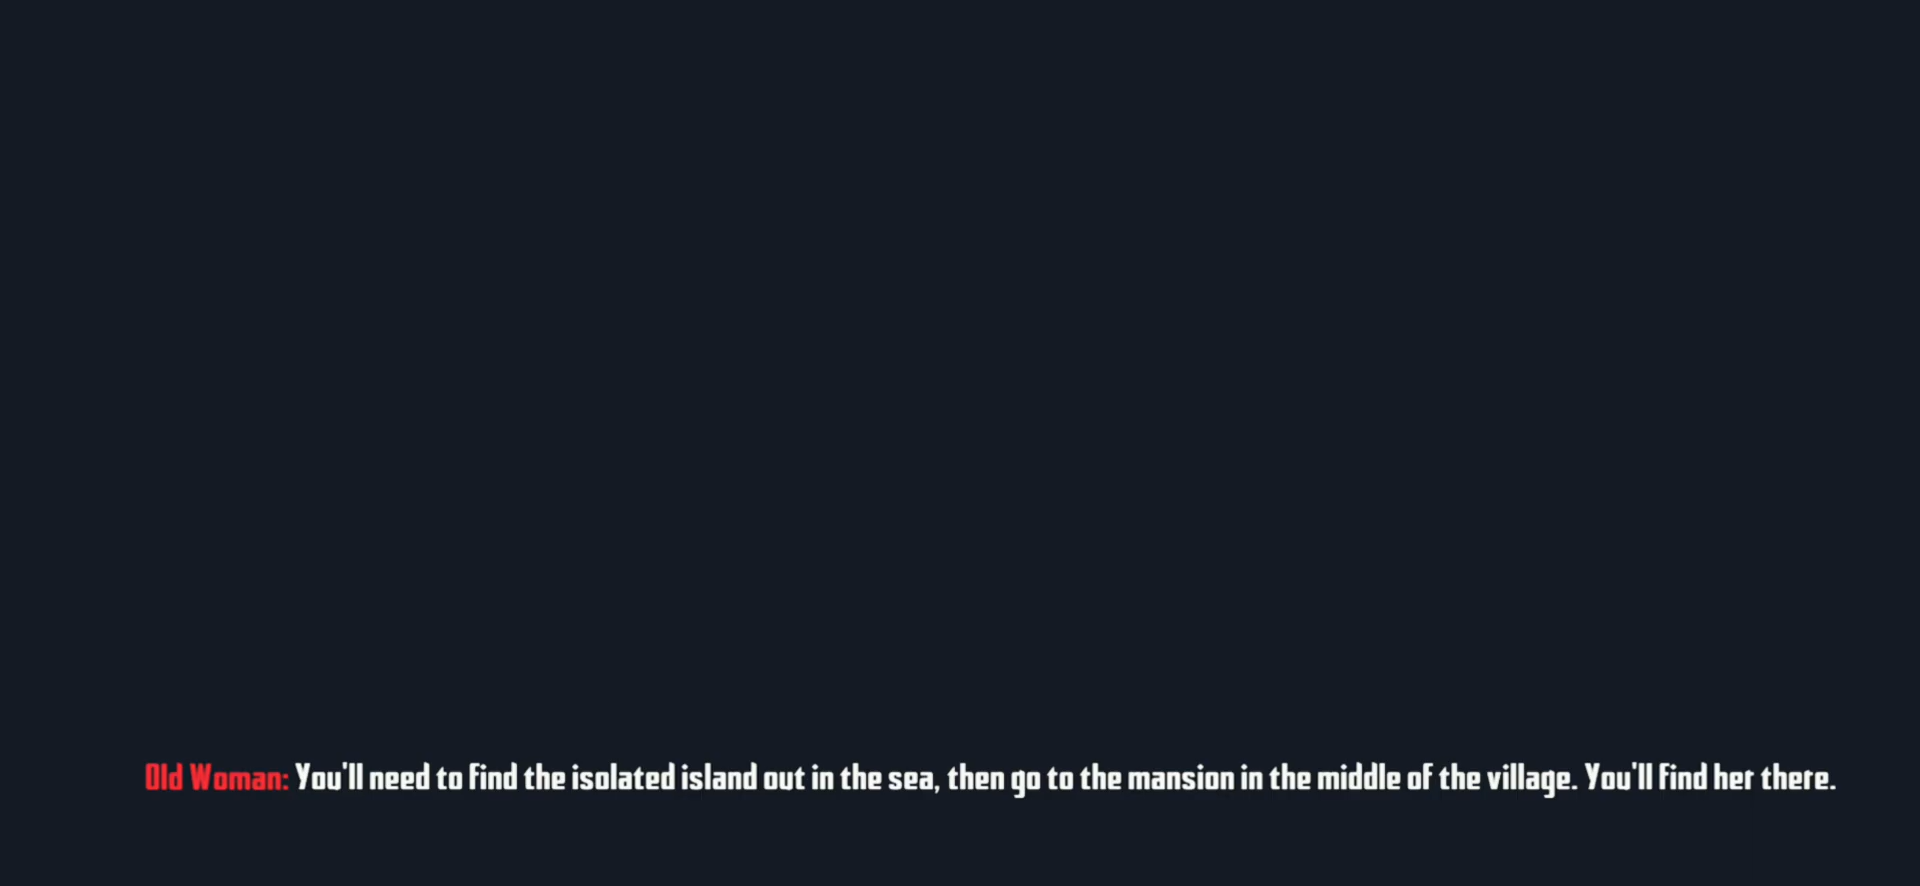 Old Woman: You'll need to find the isolated island out in the sea, then go to the mansion in the middle of the village. You'll find her there.